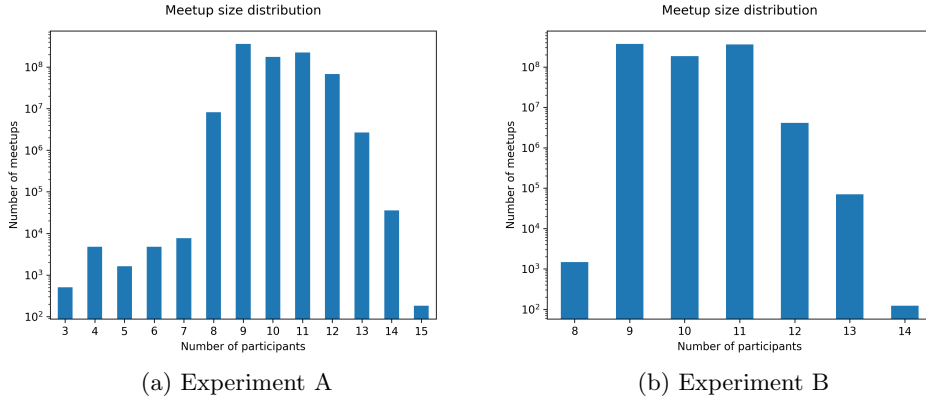 Meetup size distribution
Number of meetups
10^8
10^7
10^6
10^5
10^4
10^3
10^2
3 4 5 6 7 8 9 10 11 12 13 14 15
Number of participants
(a) Experiment A
Meetup size distribution
Number of meetups
10^8
10^7
10^6
10^5
10^4
10^3
10^2
8 9 10 11 12 13 14
Number of participants
(b) Experiment B